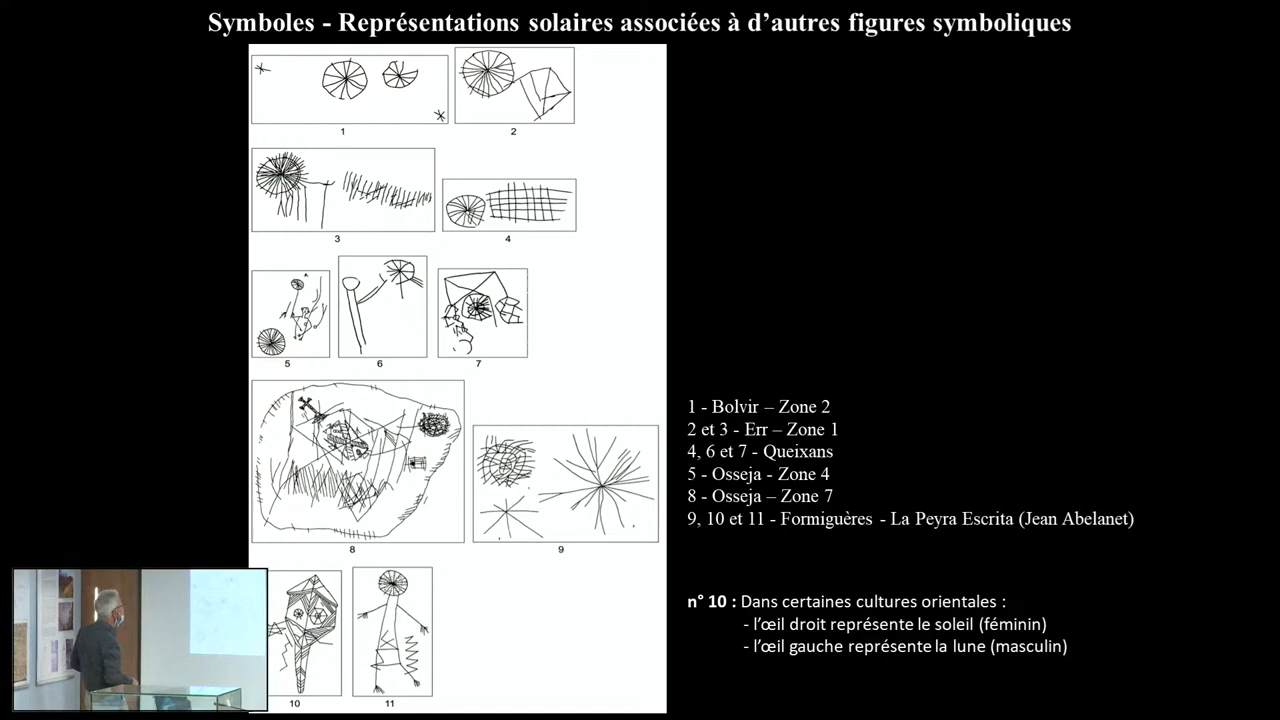 Symboles - Représentations solaires associées à d’autres figures symboliques
1
2
3
4
5
6
7
8
9
10
11
1 - Bolvir – Zone 2
2 et 3 - Err – Zone 1
4, 6 et 7 - Queixans
5 - Osseja - Zone 4
8 - Osseja – Zone 7
9, 10 et 11 - Formiguères - La Peyra Escrita (Jean Abelanet)
n° 10 : Dans certaines cultures orientales :
- l’œil droit représente le soleil (féminin)
- l’œil gauche représente la lune (masculin)